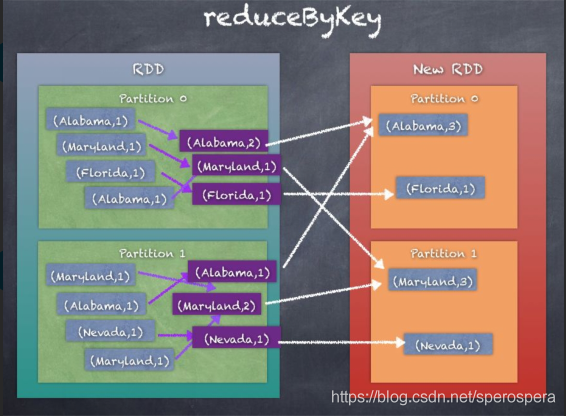 reduceByKey
RDD
Partition 0
(Alabama,1)
(Maryland,1)
(Florida,1)
(Alabama,1)
(Alabama,2)
(Maryland,1)
(Florida,1)
Partition 1
(Maryland,1)
(Alabama,1)
(Nevada,1)
(Maryland,1)
(Alabama,1)
(Maryland,2)
(Nevada,1)
New RDD
Partition 0
(Alabama,3)
(Florida,1)
Partition 1
(Maryland,3)
(Nevada,1)
https://blog.csdn.net/sperospera